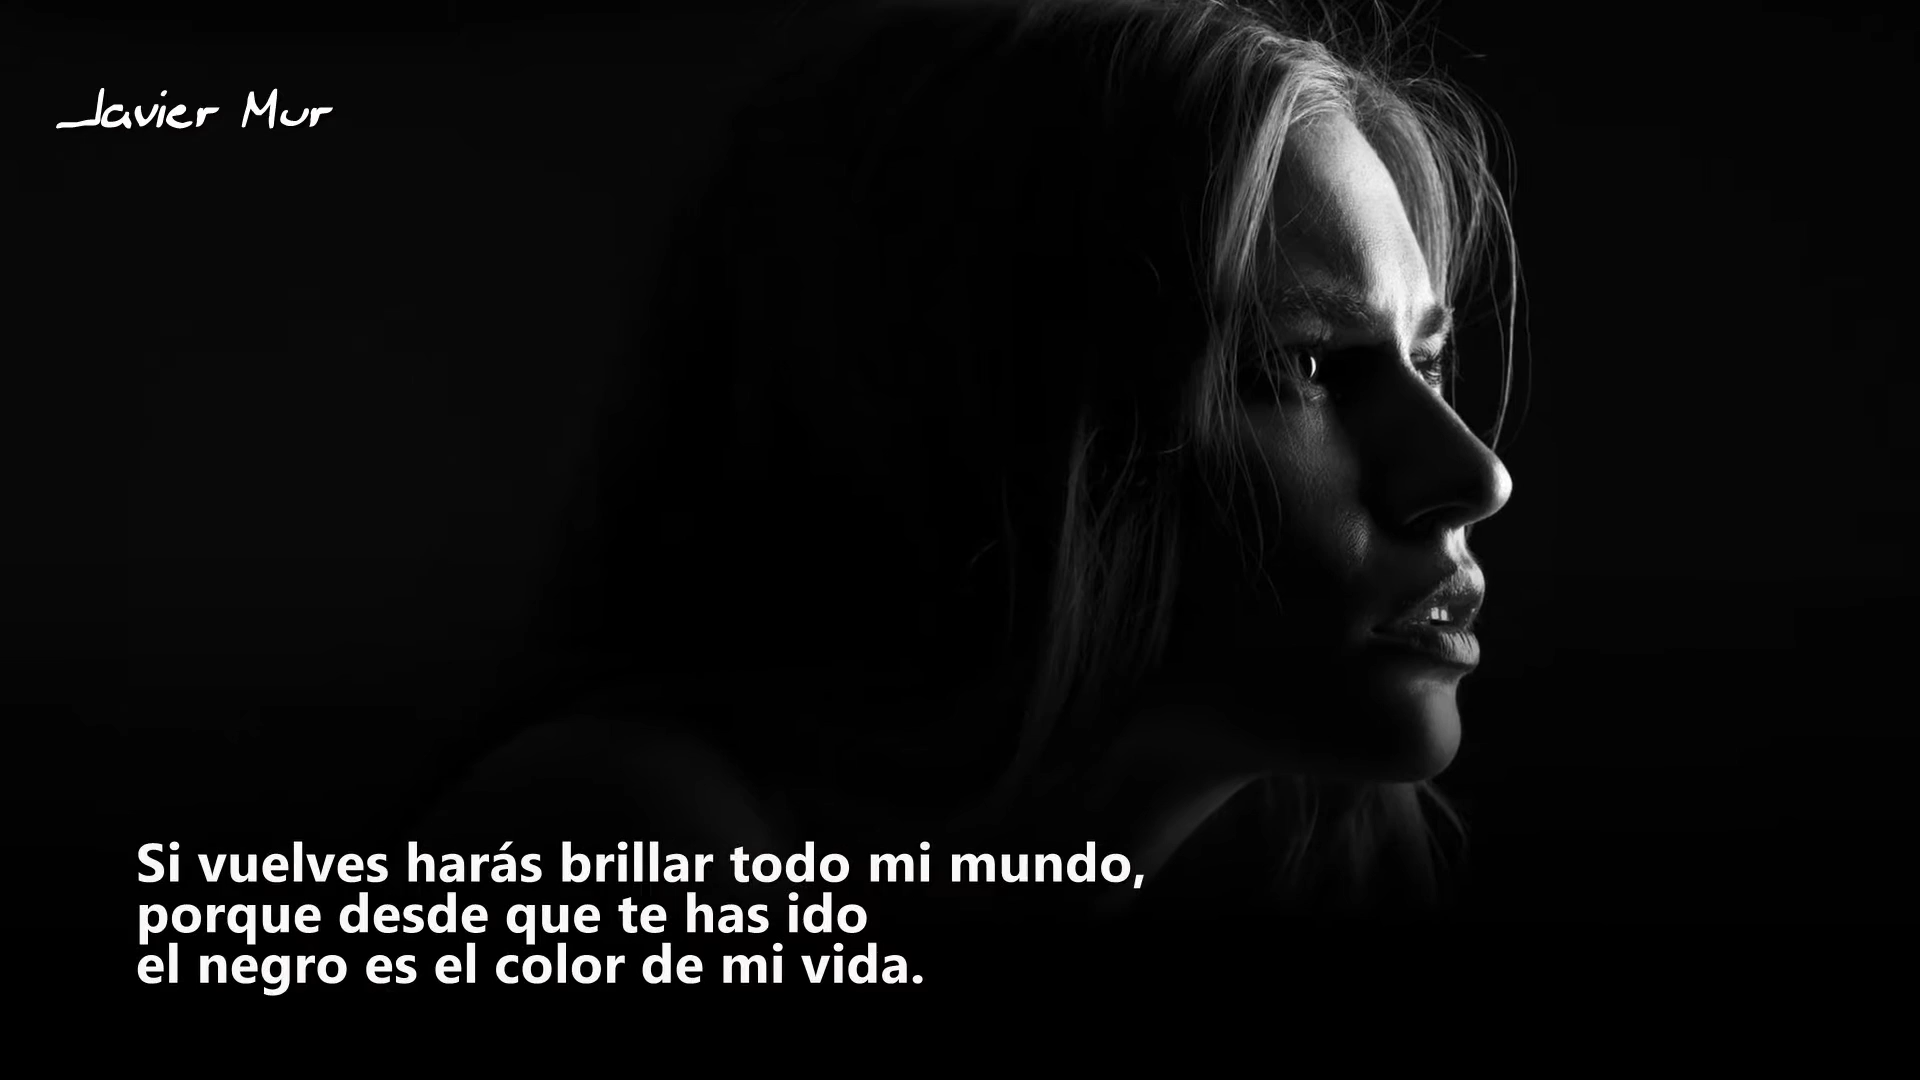 Javier Mur
Si vuelves harás brillar todo mi mundo,
porque desde que te has ido
el negro es el color de mi vida.